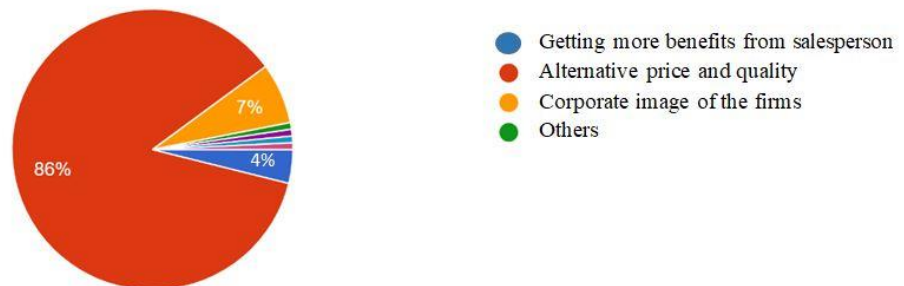 Getting more benefits from salesperson
Alternative price and quality
Corporate image of the firms
Others
7%
4%
86%